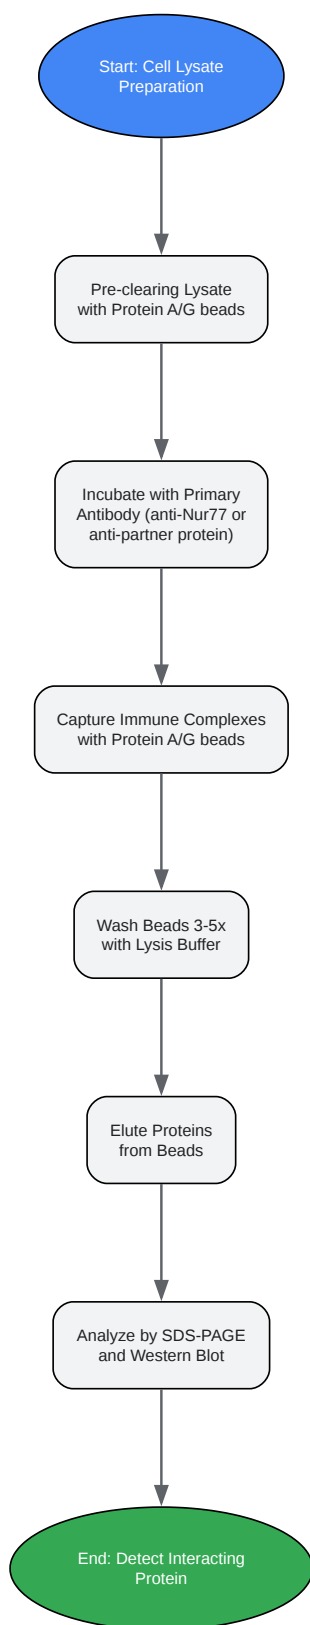 Start: Cell Lysate
Preparation
Pre-clearing Lysate
with Protein A/G beads
Incubate with Primary
Antibody (anti-Nur77 or
anti-partner protein)
Capture Immune Complexes
with Protein A/G beads
Wash Beads 3-5x
with Lysis Buffer
Elute Proteins
from Beads
Analyze by SDS-PAGE
and Western Blot
End: Detect Interacting
Protein